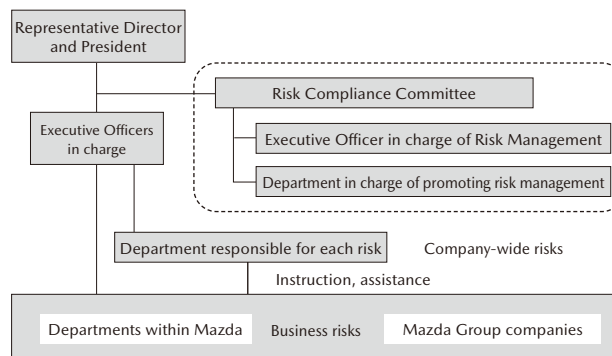 Representative Director
and President
Risk Compliance Committee
Executive Officers
in charge
Executive Officer in charge of Risk Management
Department in charge of promoting risk management
Department responsible for each risk
Company-wide risks
Instruction, assistance
Departments within Mazda
Business risks
Mazda Group companies